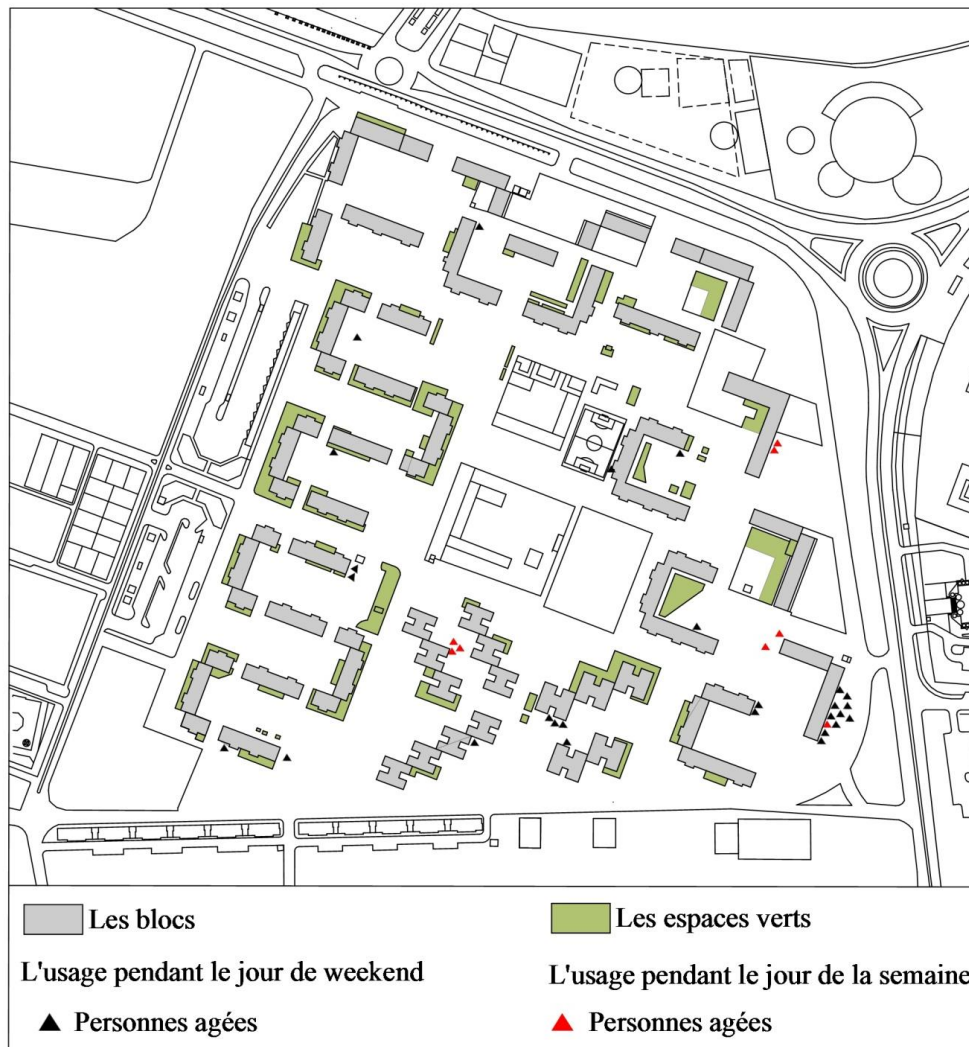 Les blocs
Les espaces verts
L'usage pendant le jour de weekend
L'usage pendant le jour de la semaine
Personnes agées
Personnes agées